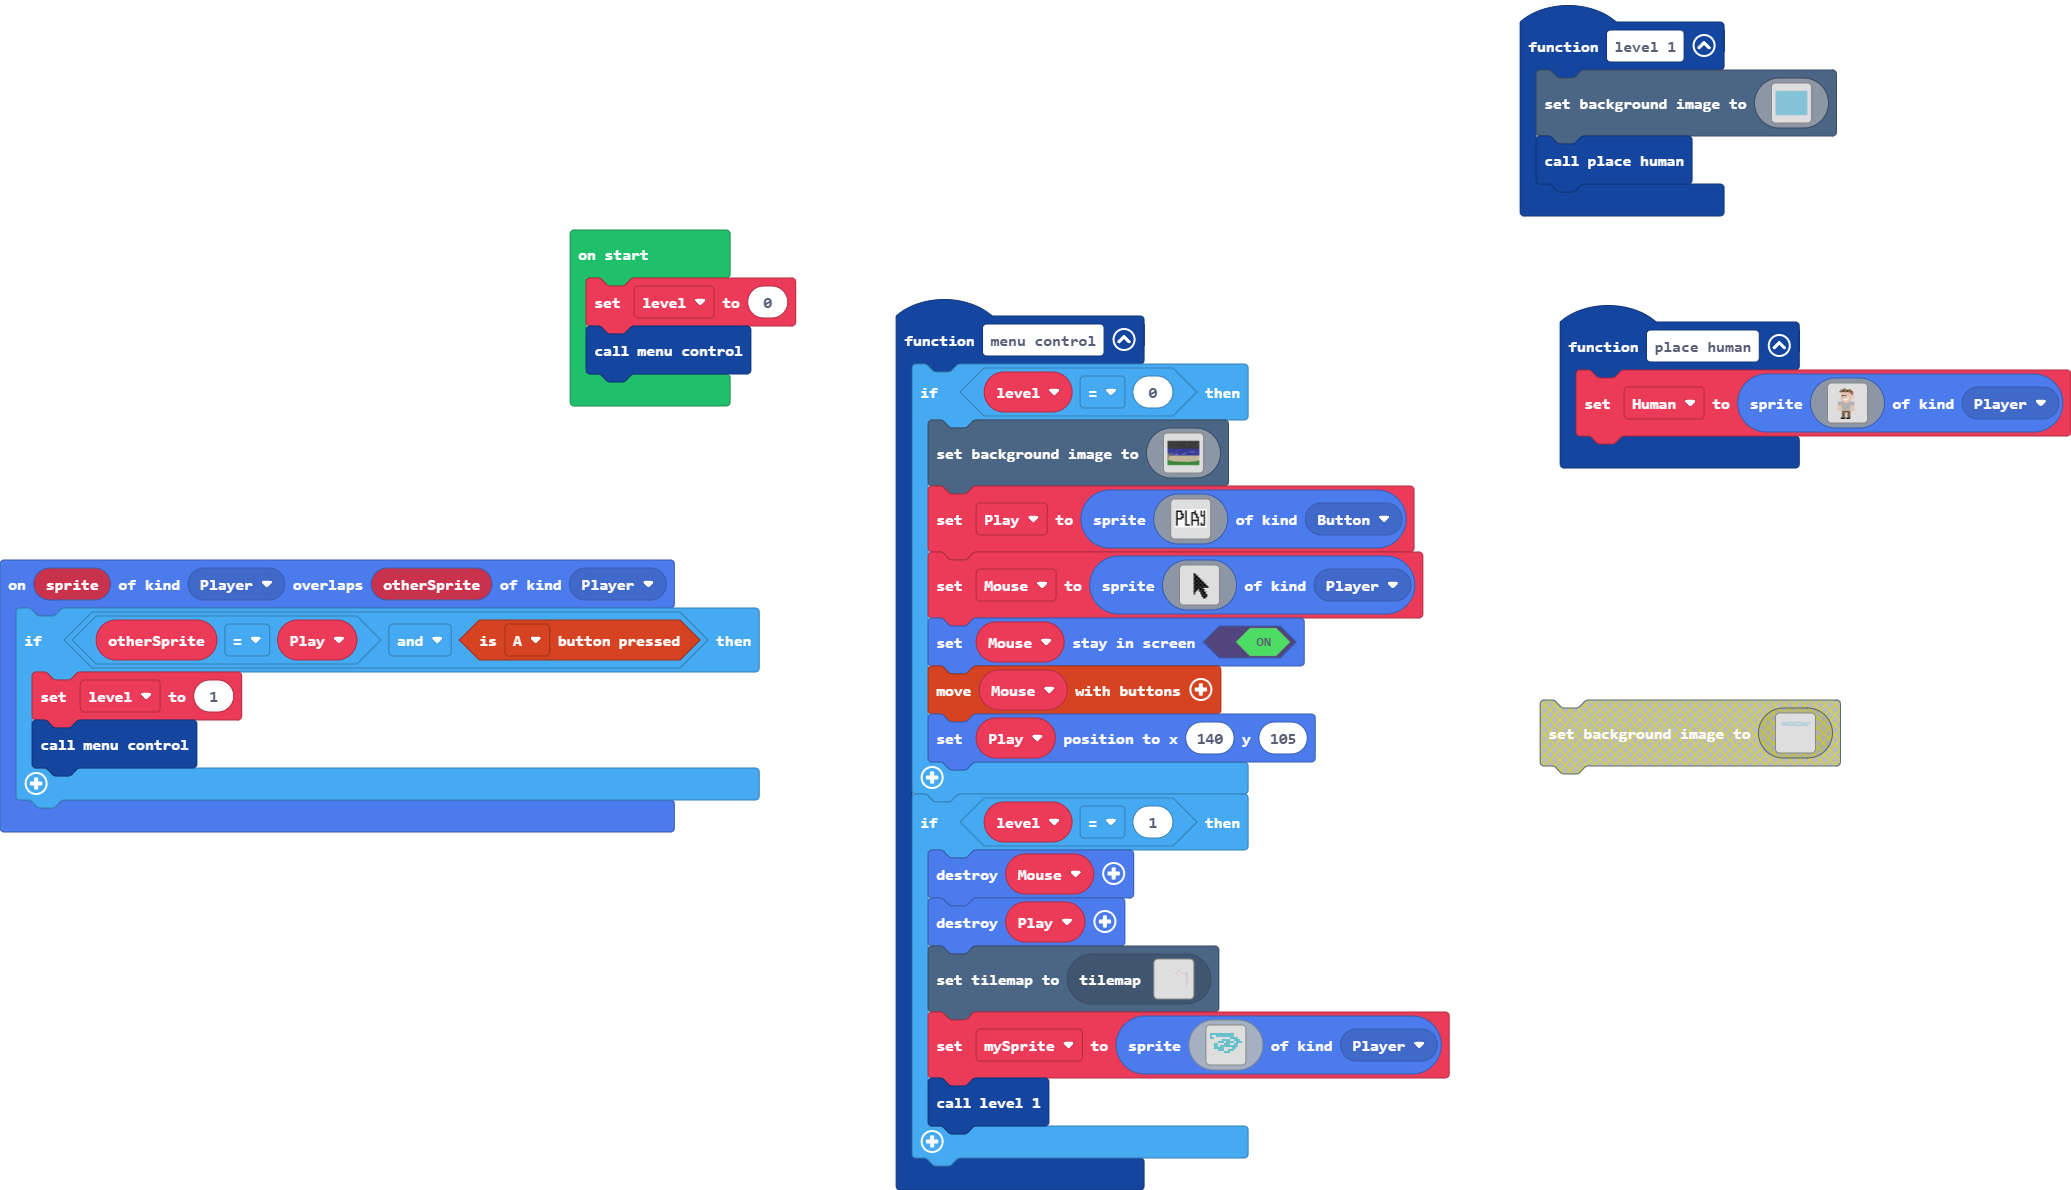 function level 1
set background image to
call place human
on start
set level to 0
call menu control
function menu control
if level = 0 then
set background image to
set Play to sprite PLAY of kind Button
set Mouse to sprite of kind Player
set Mouse stay in screen ON
move Mouse with buttons
set Play position to x 140 y 105
if level = 1 then
destroy Mouse
destroy Play
set tilemap to tilemap
set mySprite to sprite of kind Player
call level 1
function place human
set Human to sprite of kind Player
on sprite of kind Player overlaps otherSprite of kind Player
if otherSprite = Play and is A button pressed then
set level to 1
call menu control
set background image to